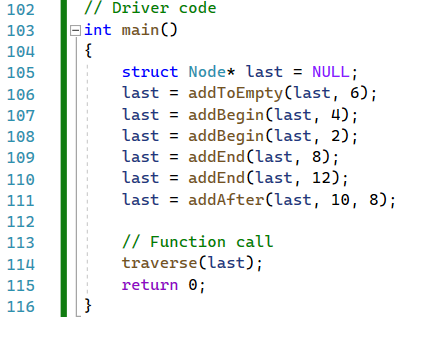 102 // Driver code
103 int main()
104 {
105 struct Node* last = NULL;
106 last = addToEmpty(last, 6);
107 last = addBegin(last, 4);
108 last = addBegin(last, 2);
109 last = addEnd(last, 8);
110 last = addEnd(last, 12);
111 last = addAfter(last, 10, 8);
112
113 // Function call
114 traverse(last);
115 return 0;
116 }